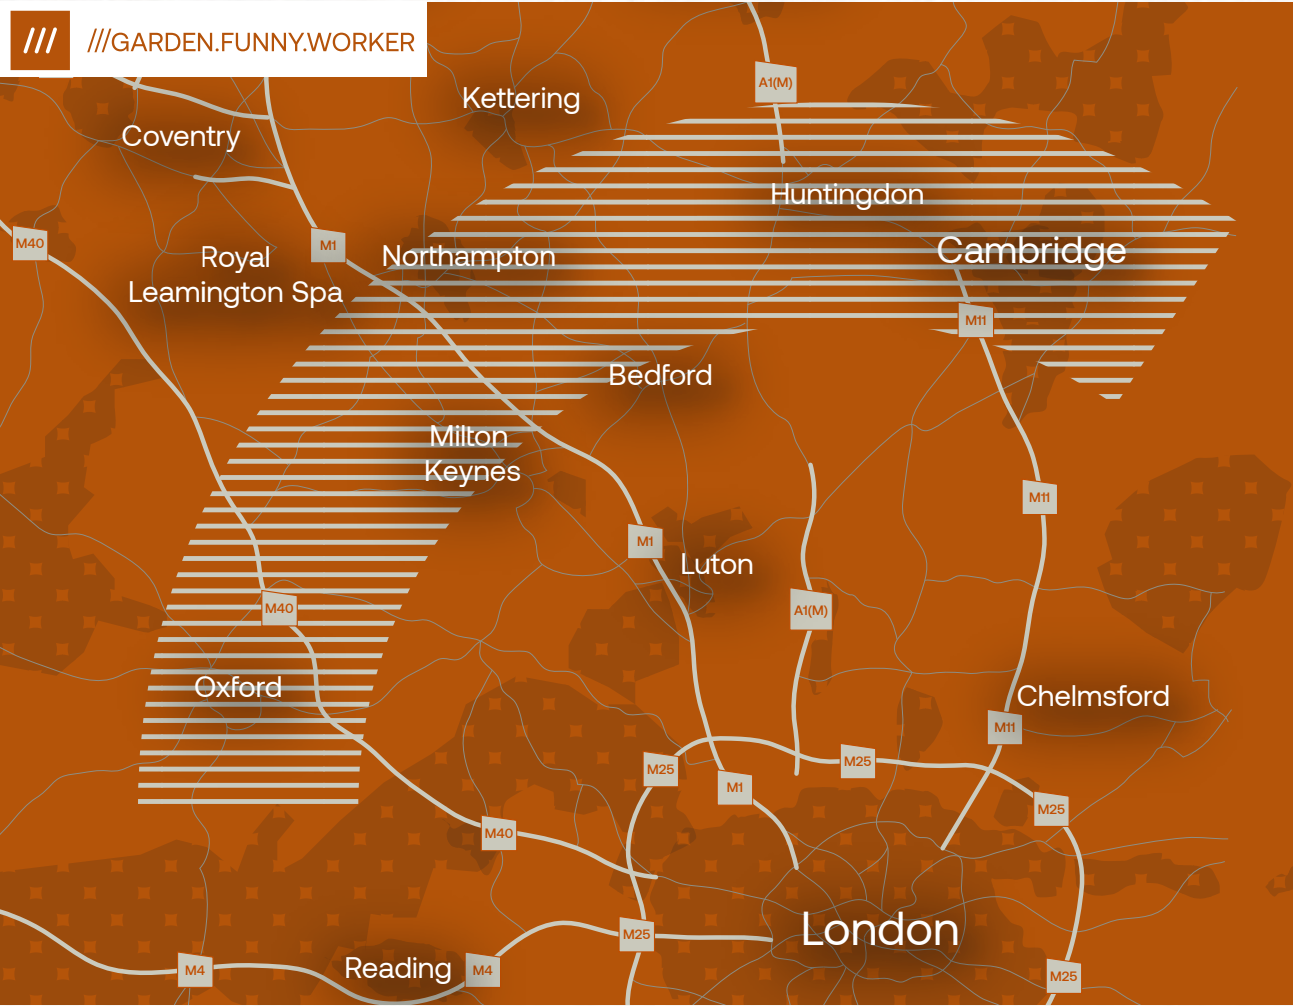 ///GARDEN.FUNNY.WORKER
A1(M)
Kettering
Coventry
Huntingdon
M40
M1
Northampton
Cambridge
Royal
Leamington Spa
M11
Bedford
Milton
Keynes
M11
M1
Luton
M40
A1(M)
Oxford
Chelmsford
M11
M25
M25
M1
M25
M40
London
M25
Reading
M4
M4
M25